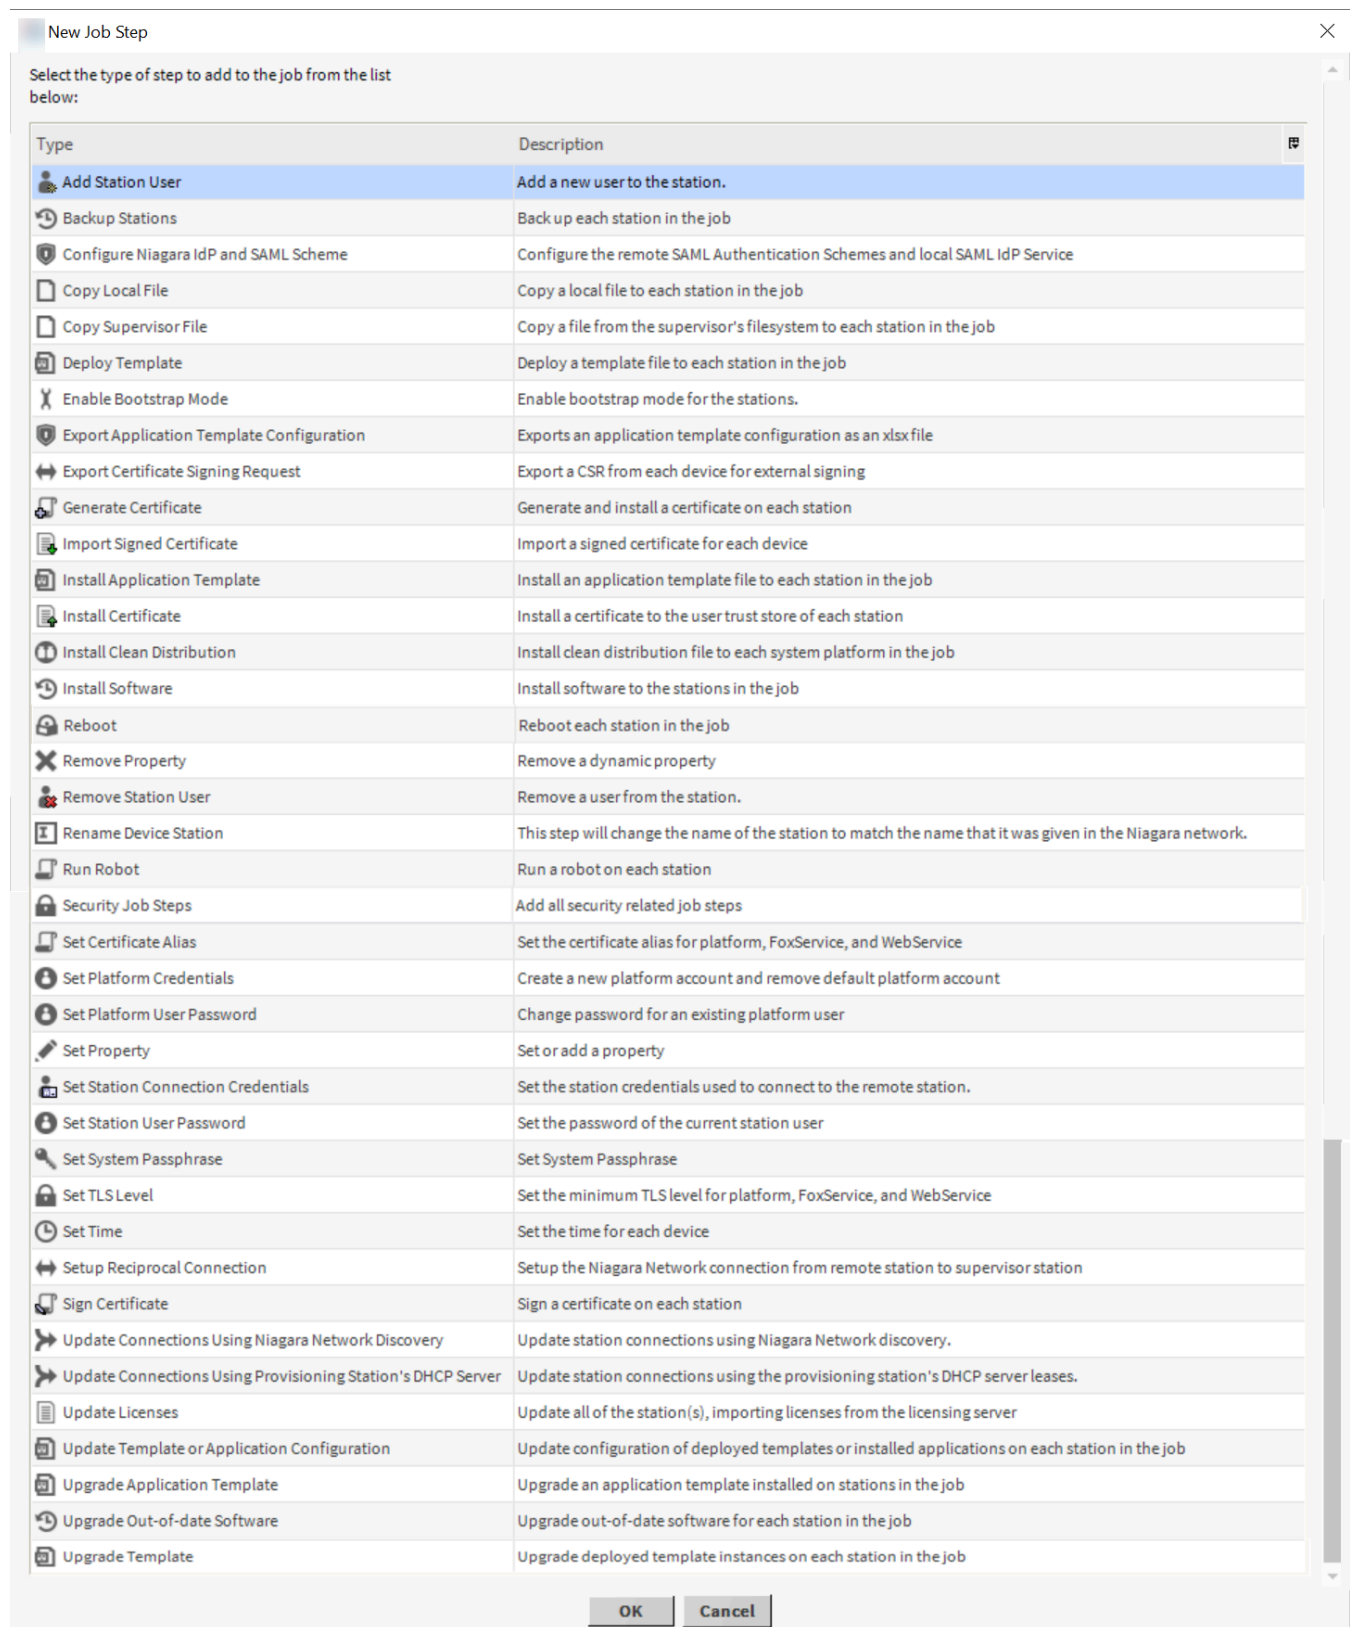 New Job Step
Select the type of step to add to the job from the list
below:
Type Description
Add Station User Add a new user to the station.
Backup Stations Back up each station in the job
Configure Niagara IdP and SAML Scheme Configure the remote SAML Authentication Schemes and local SAML IdP Service
Copy Local File Copy a local file to each station in the job
Copy Supervisor File Copy a file from the supervisor's filesystem to each station in the job
Deploy Template Deploy a template file to each station in the job
Enable Bootstrap Mode Enable bootstrap mode for the stations.
Export Application Template Configuration Exports an application template configuration as an xlsx file
Export Certificate Signing Request Export a CSR from each device for external signing
Generate Certificate Generate and install a certificate on each station
Import Signed Certificate Import a signed certificate for each device
Install Application Template Install an application template file to each station in the job
Install Certificate Install a certificate to the user trust store of each station
Install Clean Distribution Install clean distribution file to each system platform in the job
Install Software Install software to the stations in the job
Reboot Reboot each station in the job
Remove Property Remove a dynamic property
Remove Station User Remove a user from the station.
Rename Device Station This step will change the name of the station to match the name that it was given in the Niagara network.
Run Robot Run a robot on each station
Security Job Steps Add all security related job steps
Set Certificate Alias Set the certificate alias for platform, FoxService, and WebService
Set Platform Credentials Create a new platform account and remove default platform account
Set Platform User Password Change password for an existing platform user
Set Property Set or add a property
Set Station Connection Credentials Set the station credentials used to connect to the remote station.
Set Station User Password Set the password of the current station user
Set System Passphrase Set System Passphrase
Set TLS Level Set the minimum TLS level for platform, FoxService, and WebService
Set Time Set the time for each device
Setup Reciprocal Connection Setup the Niagara Network connection from remote station to supervisor station
Sign Certificate Sign a certificate on each station
Update Connections Using Niagara Network Discovery Update station connections using Niagara Network discovery.
Update Connections Using Provisioning Station's DHCP Server Update station connections using the provisioning station's DHCP server leases.
Update Licenses Update all of the station(s), importing licenses from the licensing server
Update Template or Application Configuration Update configuration of deployed templates or installed applications on each station in the job
Upgrade Application Template Upgrade an application template installed on stations in the job
Upgrade Out-of-date Software Upgrade out-of-date software for each station in the job
Upgrade Template Upgrade deployed template instances on each station in the job
OK Cancel